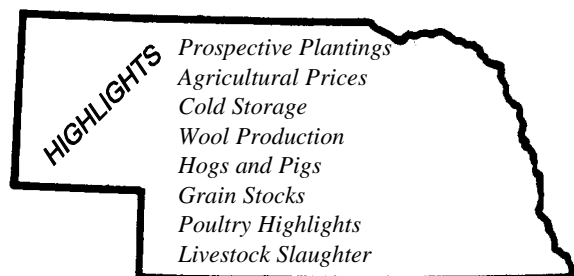 HIGHLIGHTS
Prospective Plantings
Agricultural Prices
Cold Storage
Wool Production
Hogs and Pigs
Grain Stocks
Poultry Highlights
Livestock Slaughter